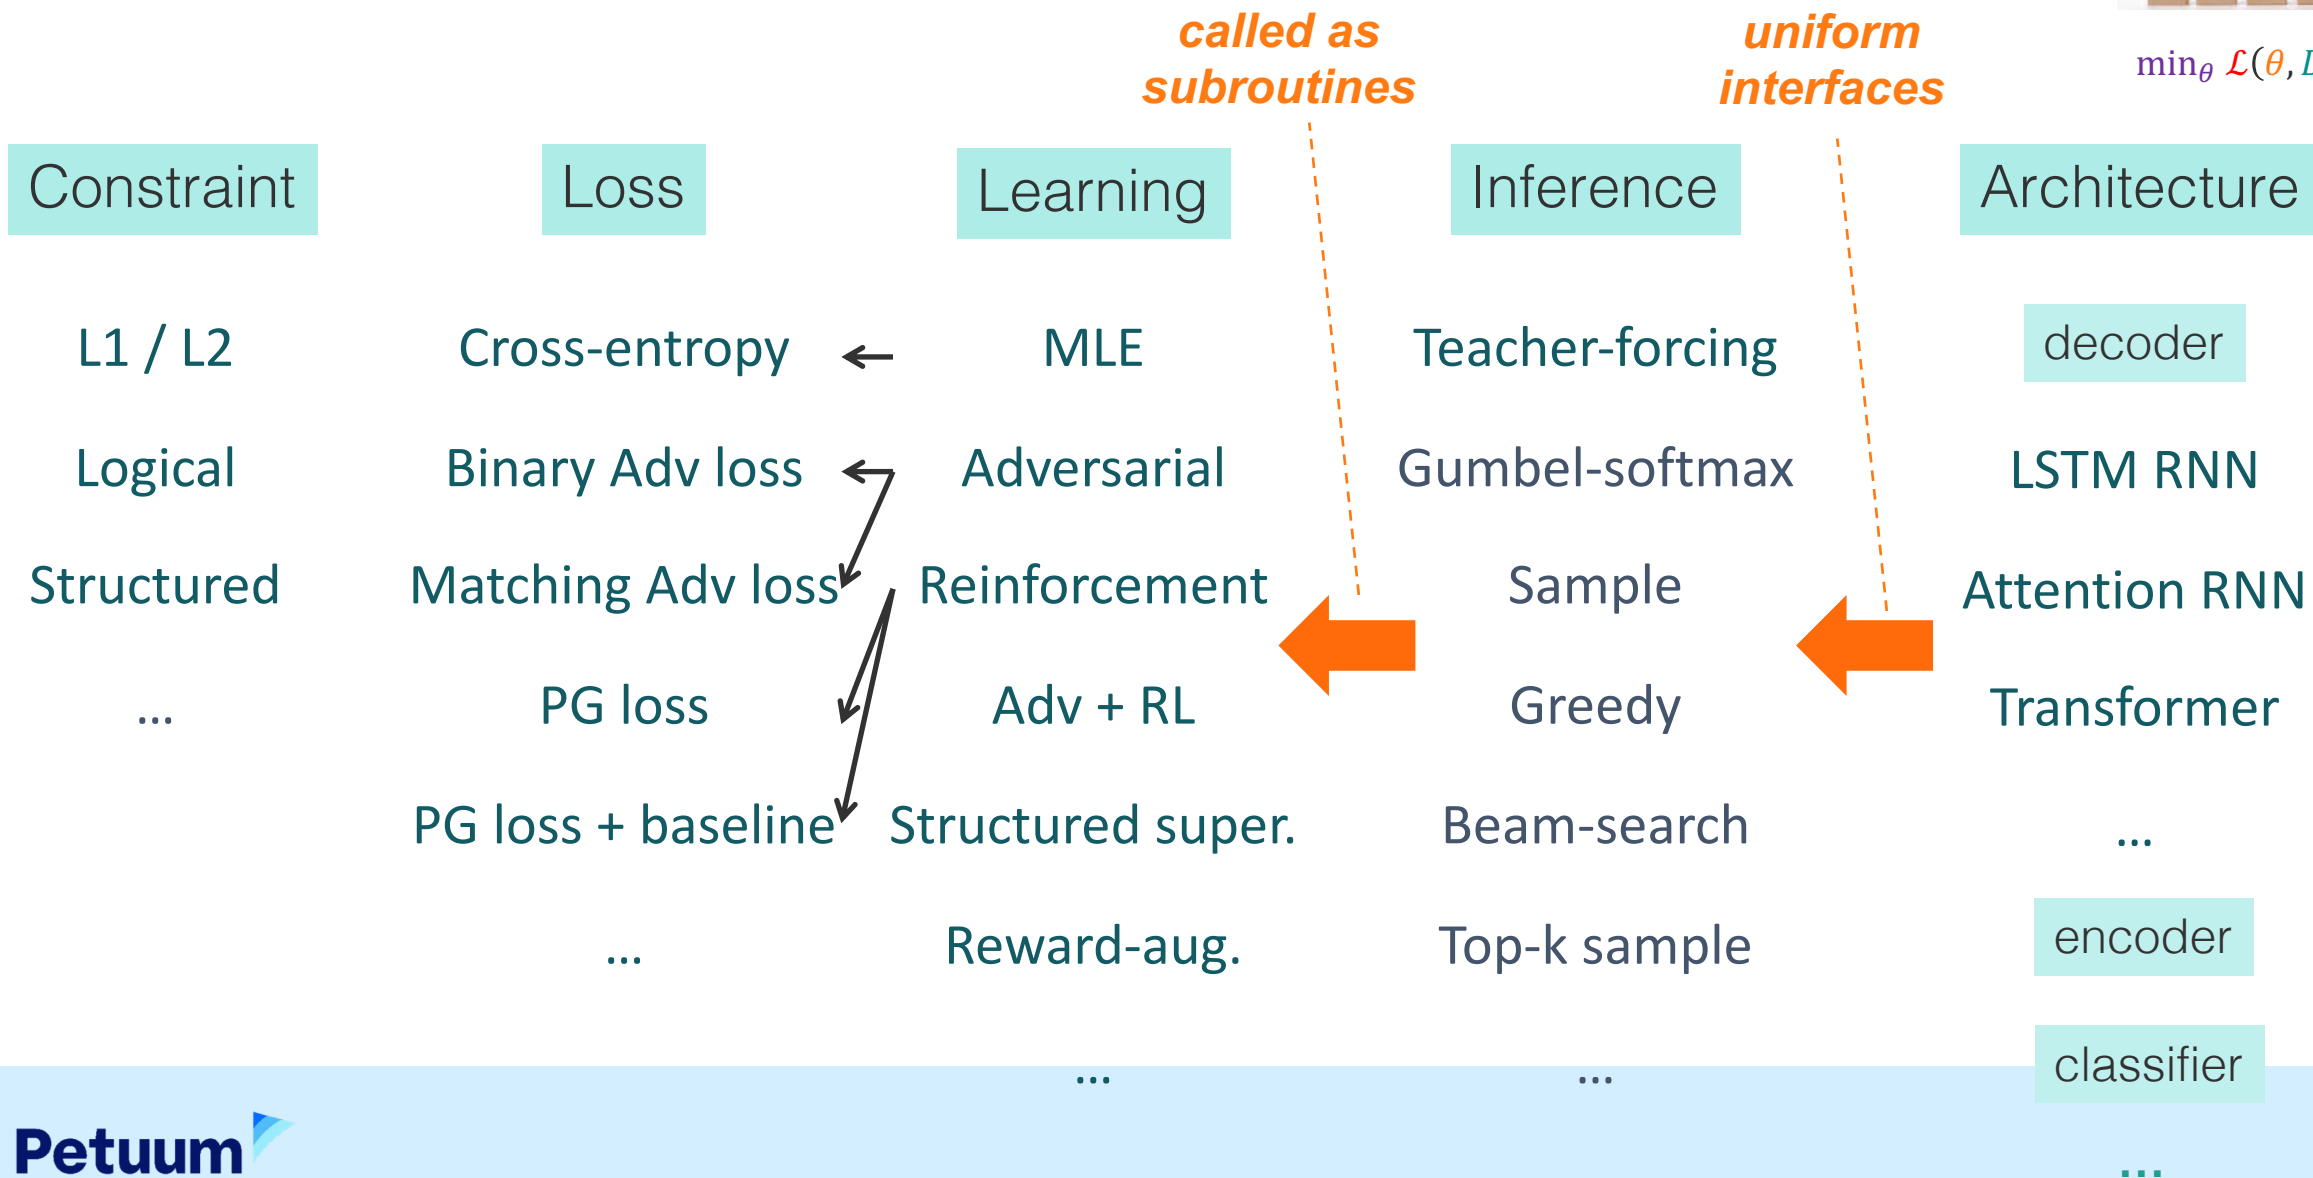 called as
subroutines
uniform
interfaces
min_θ ℒ(θ,
Constraint
L1 / L2
Logical
Structured
...
Loss
Cross-entropy
Binary Adv loss
Matching Adv loss
PG loss
PG loss + baseline
...
Learning
MLE
Adversarial
Reinforcement
Adv + RL
Structured super.
Reward-aug.
...
Inference
Teacher-forcing
Gumbel-softmax
Sample
Greedy
Beam-search
Top-k sample
...
Architecture
decoder
LSTM RNN
Attention RNN
Transformer
...
encoder
classifier
...
Petuum